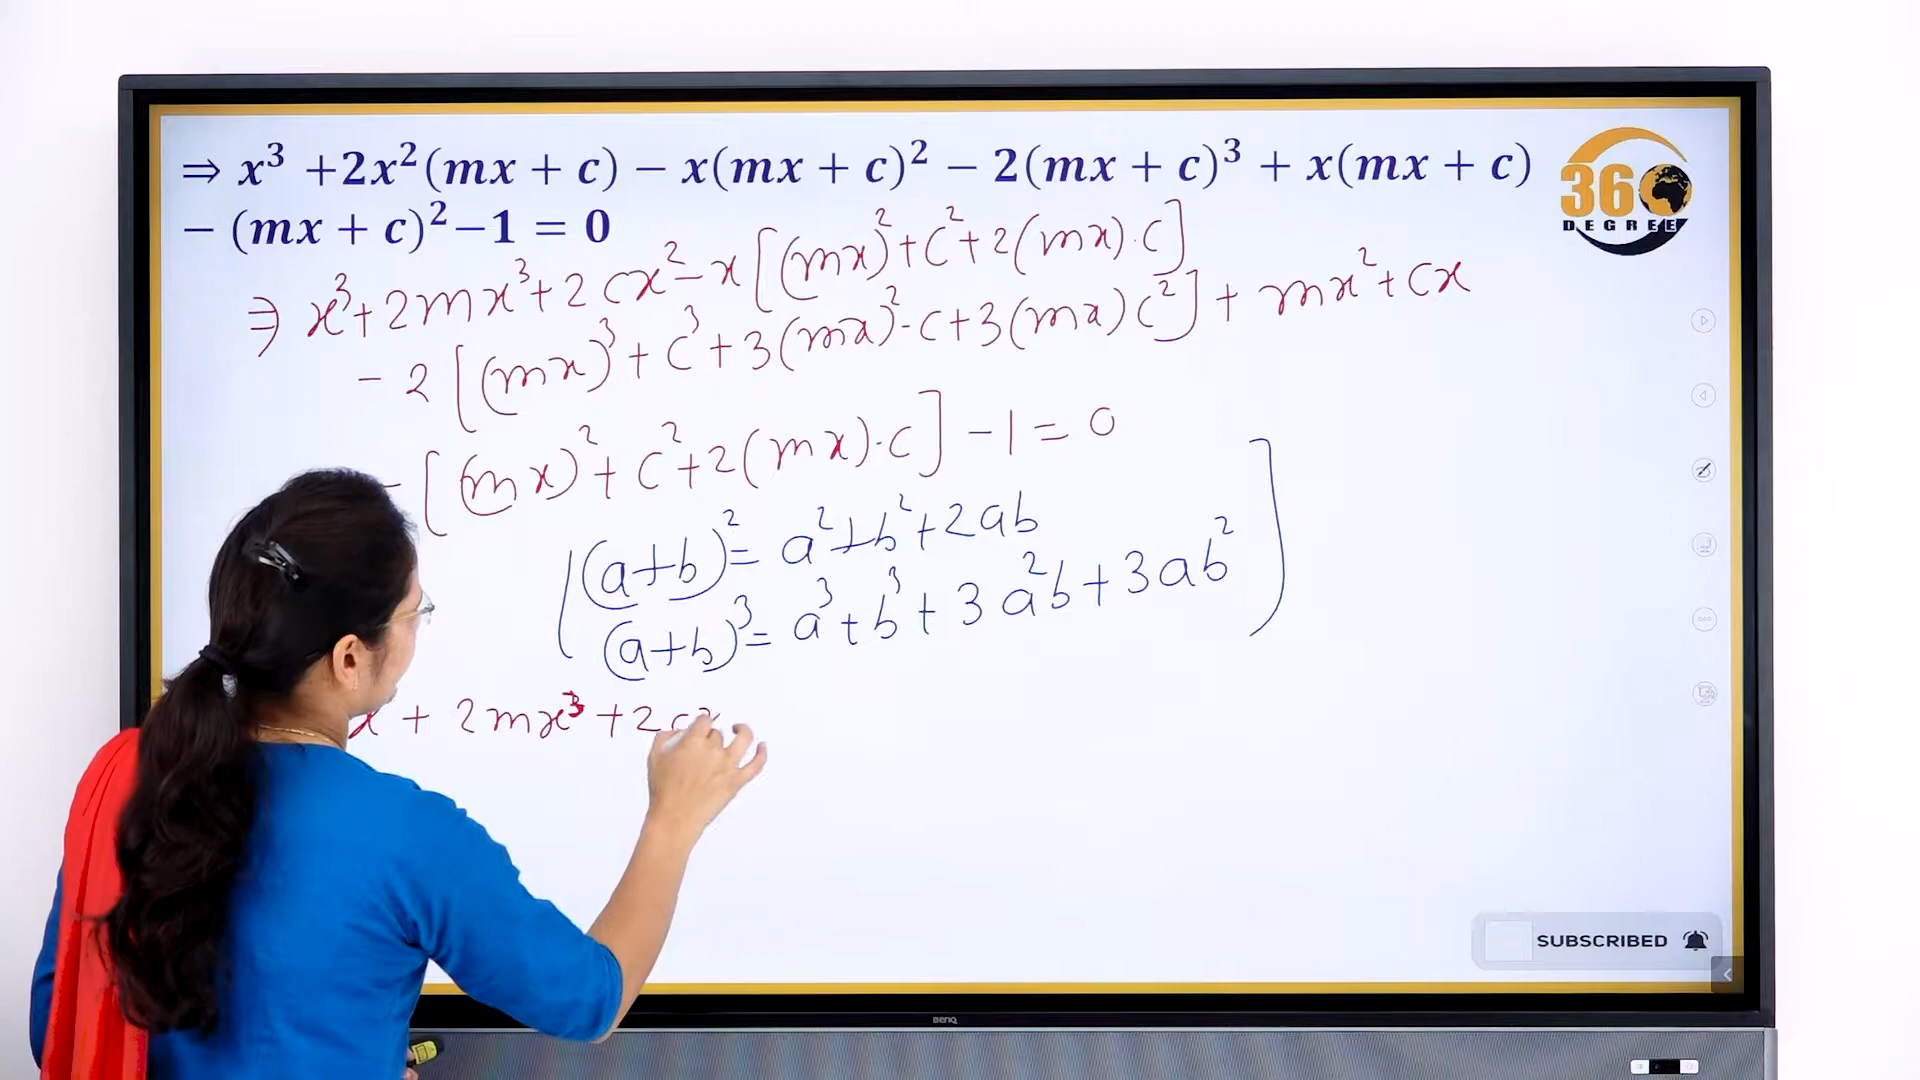 ⇒ x³ +2x²(mx + c) − x(mx + c)² − 2(mx + c)³ + x(mx + c)
− (mx + c)²−1 = 0
⇒ x³+2mx³+2cx²−x[(mx)²+c²+2(mx)·c]
−2[(mx)³+c³+3(mx)²·c+3(mx)c²]+mx²+cx
−[(mx)²+c²+2(mx)·c]−1=0
(a+b)²=a²+b²+2ab
(a+b)³=a³+b³+3a²b+3ab²
x + 2mx³ +2c
360
DEGREE
SUBSCRIBED
BenQ